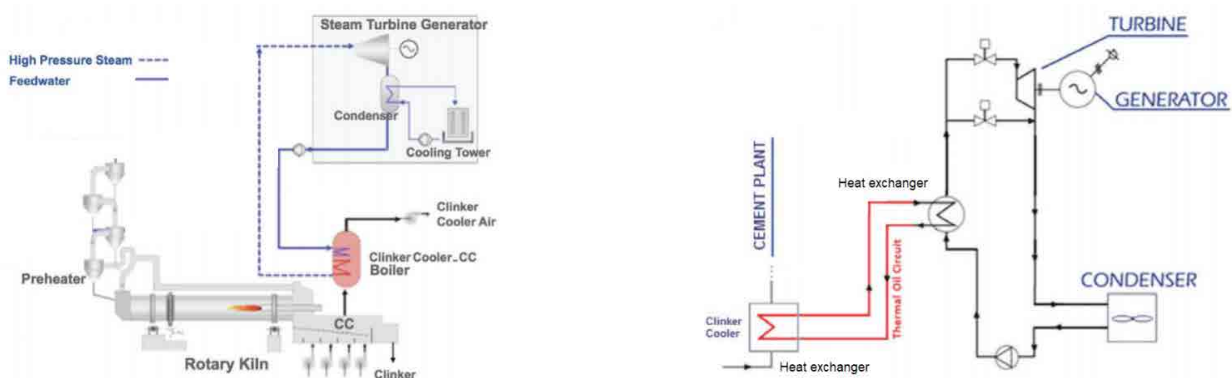 Steam Turbine Generator
High Pressure Steam
Feedwater
Condenser
Cooling Tower
Clinker
Cooler Air
Clinker Cooler_CC
Boiler
Preheater
CC
Rotary Kiln
Clinker
TURBINE
GENERATOR
CEMENT PLANT
Heat exchanger
Thermal Oil Circuit
CONDENSER
Clinker
Cooler
Heat exchanger